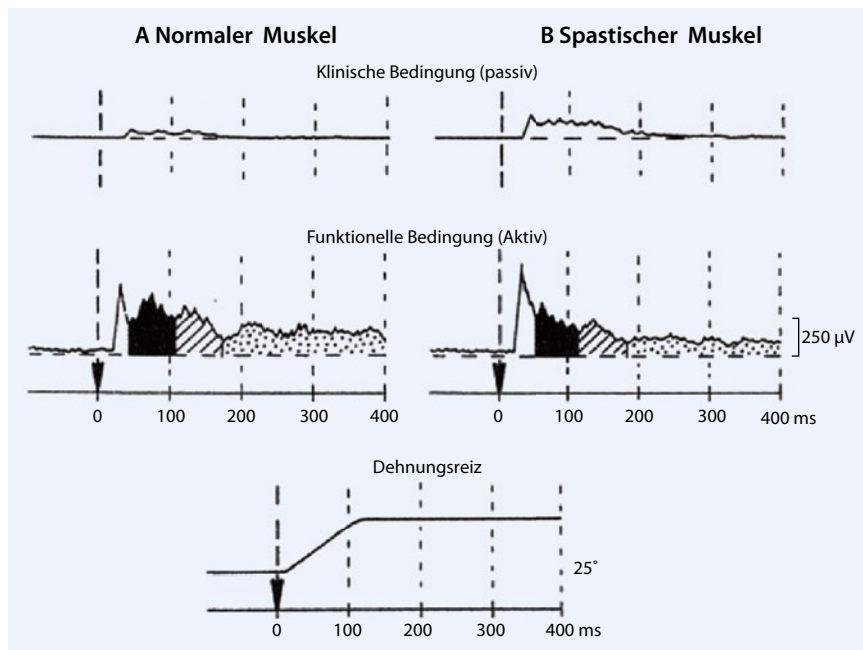 A Normaler Muskel B Spastischer Muskel
Klinische Bedingung (passiv)
Funktionelle Bedingung (Aktiv)
250 µV
0 100 200 300 400 0 100 200 300 400 ms
Dehnungsreiz
25°
0 100 200 300 400 ms